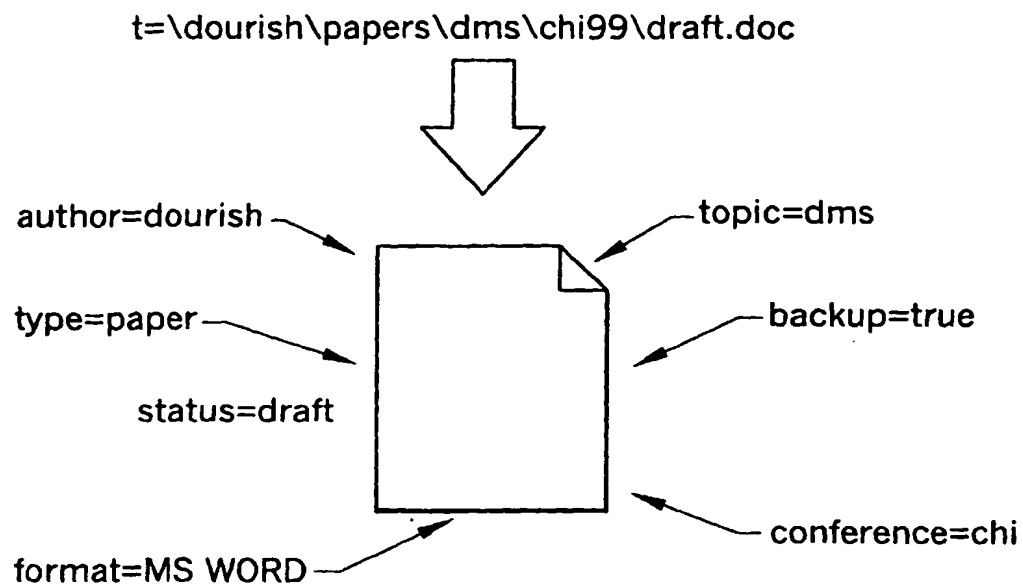 t=\dourish\papers\dms\chi99\draft.doc
author=dourish
topic=dms
type=paper
backup=true
status=draft
conference=chi
format=MS WORD